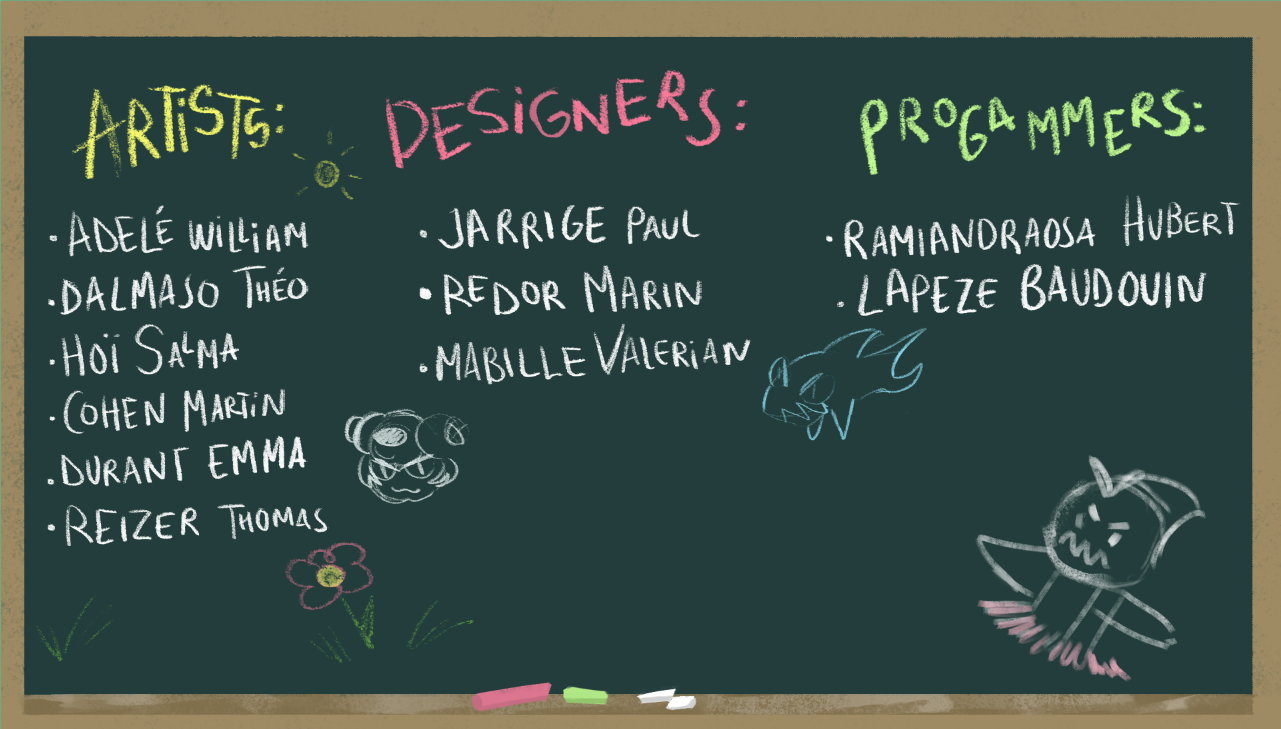 ARTISTS:
ADELÉ WILLIAM
DALMASO THÉO
HOÏ SALMA
COHEN MARTIN
DURANT EMMA
REIZER THOMAS
DESIGNERS:
JARRIGE PAUL
REDOR MARIN
MABILLE VALERIAN
PROGAMMERS:
RAMIANDRAOSA HUBERT
LAPEZE BAUDOUIN